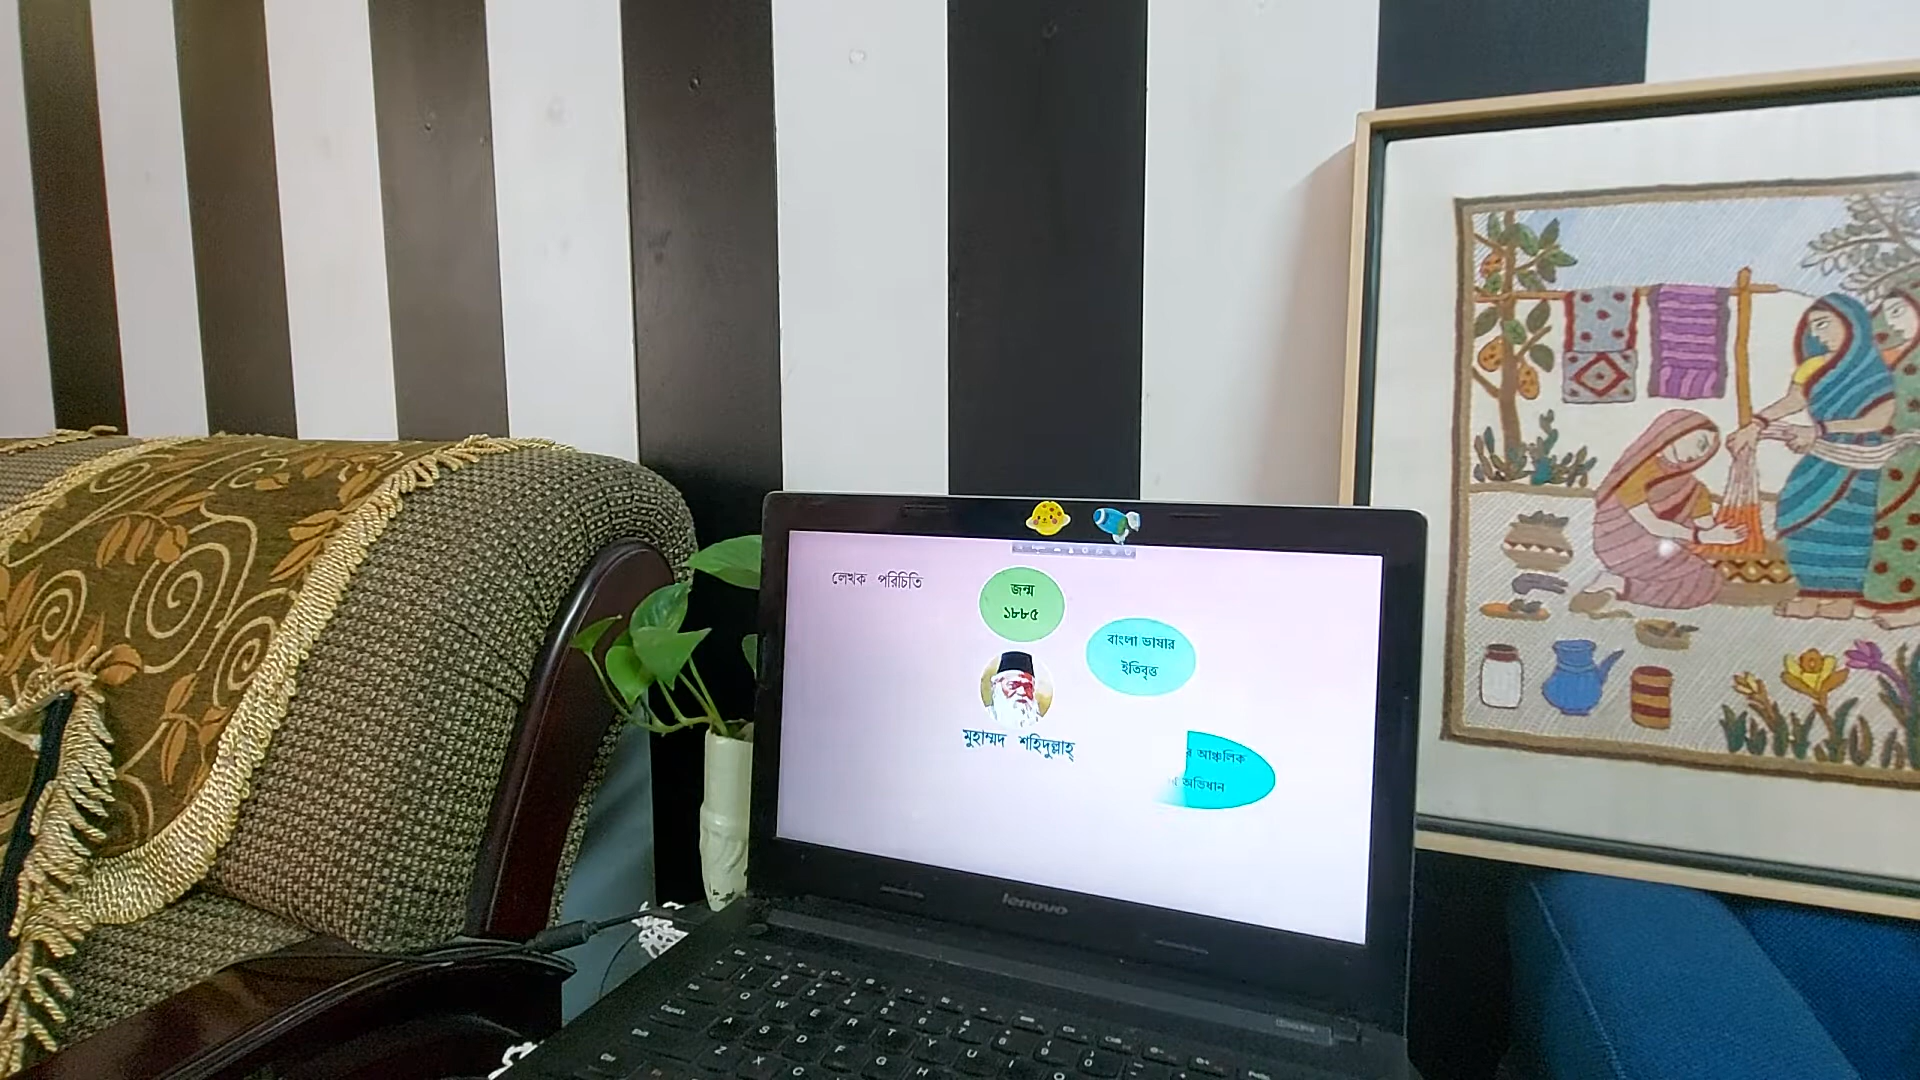 লেখক পরিচিতি
জন্ম
১৮৮৫
বাংলা ভাষার
ইতিবৃত্ত
মুহাম্মদ শহিদুল্লাহ্
আঞ্চলিক
অভিধান
lenovo